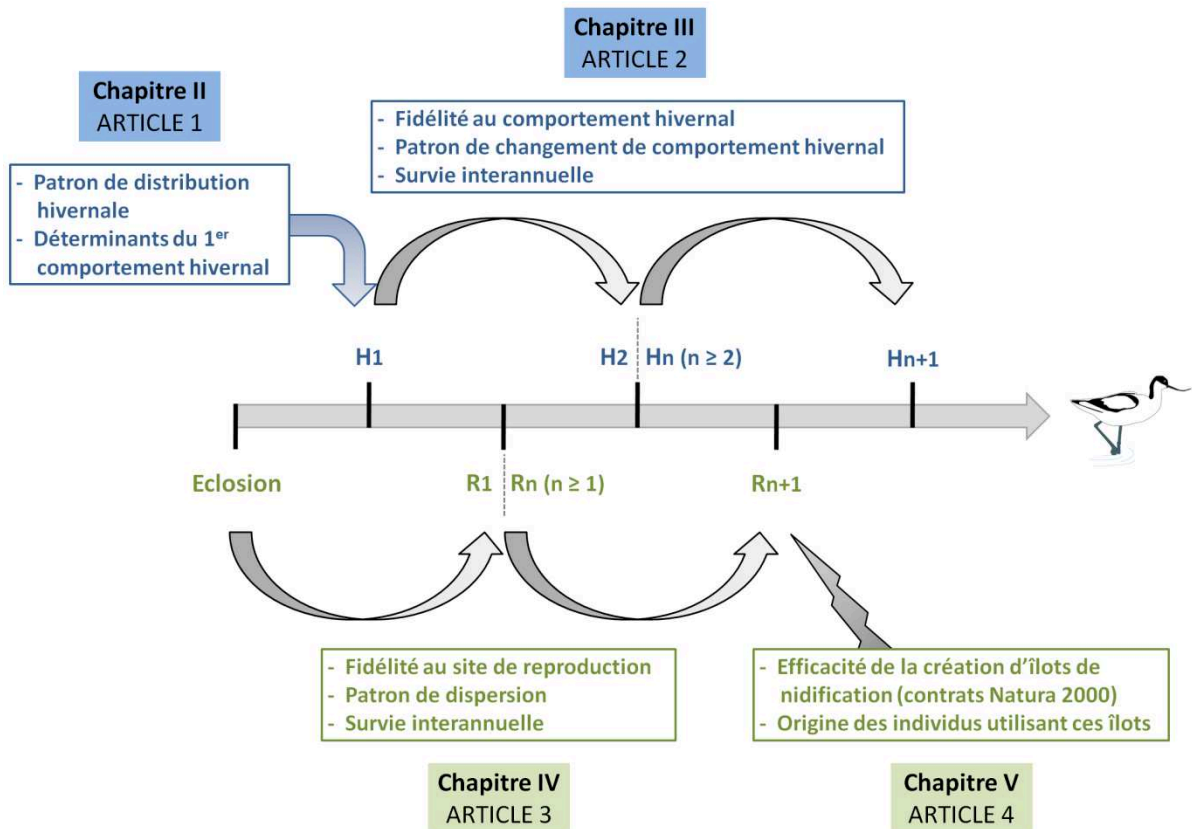 Chapitre III
ARTICLE 2
Chapitre II
ARTICLE 1
- Fidélité au comportement hivernal
- Patron de changement de comportement hivernal
- Survie interannuelle
- Patron de distribution
hivernale
- Déterminants du 1er
comportement hivernal
H1
H2
Hn (n ≥ 2)
Hn+1
Eclosion
R1
Rn (n ≥ 1)
Rn+1
- Fidélité au site de reproduction
- Patron de dispersion
- Survie interannuelle
- Efficacité de la création d'îlots de
nidification (contrats Natura 2000)
- Origine des individus utilisant ces îlots
Chapitre IV
ARTICLE 3
Chapitre V
ARTICLE 4